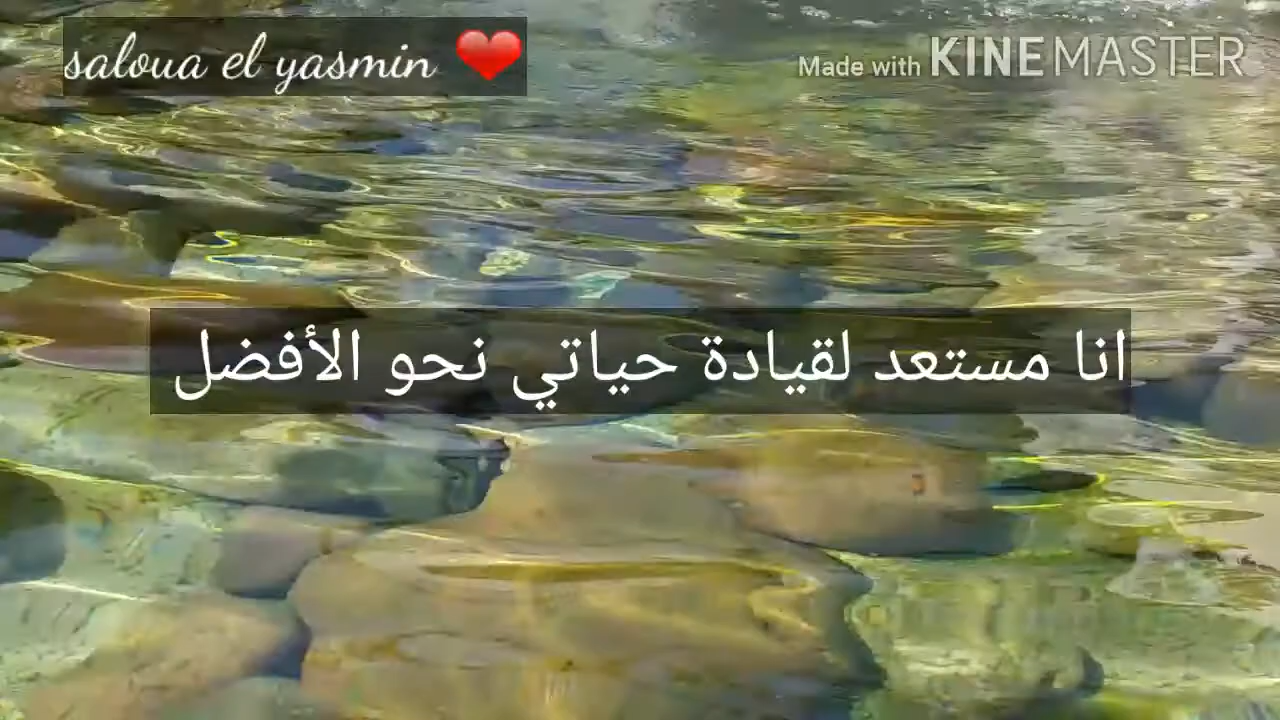 saloua el yasmin ❤
Made with KINEMASTER
انا مستعد لقيادة حياتي نحو الأفضل